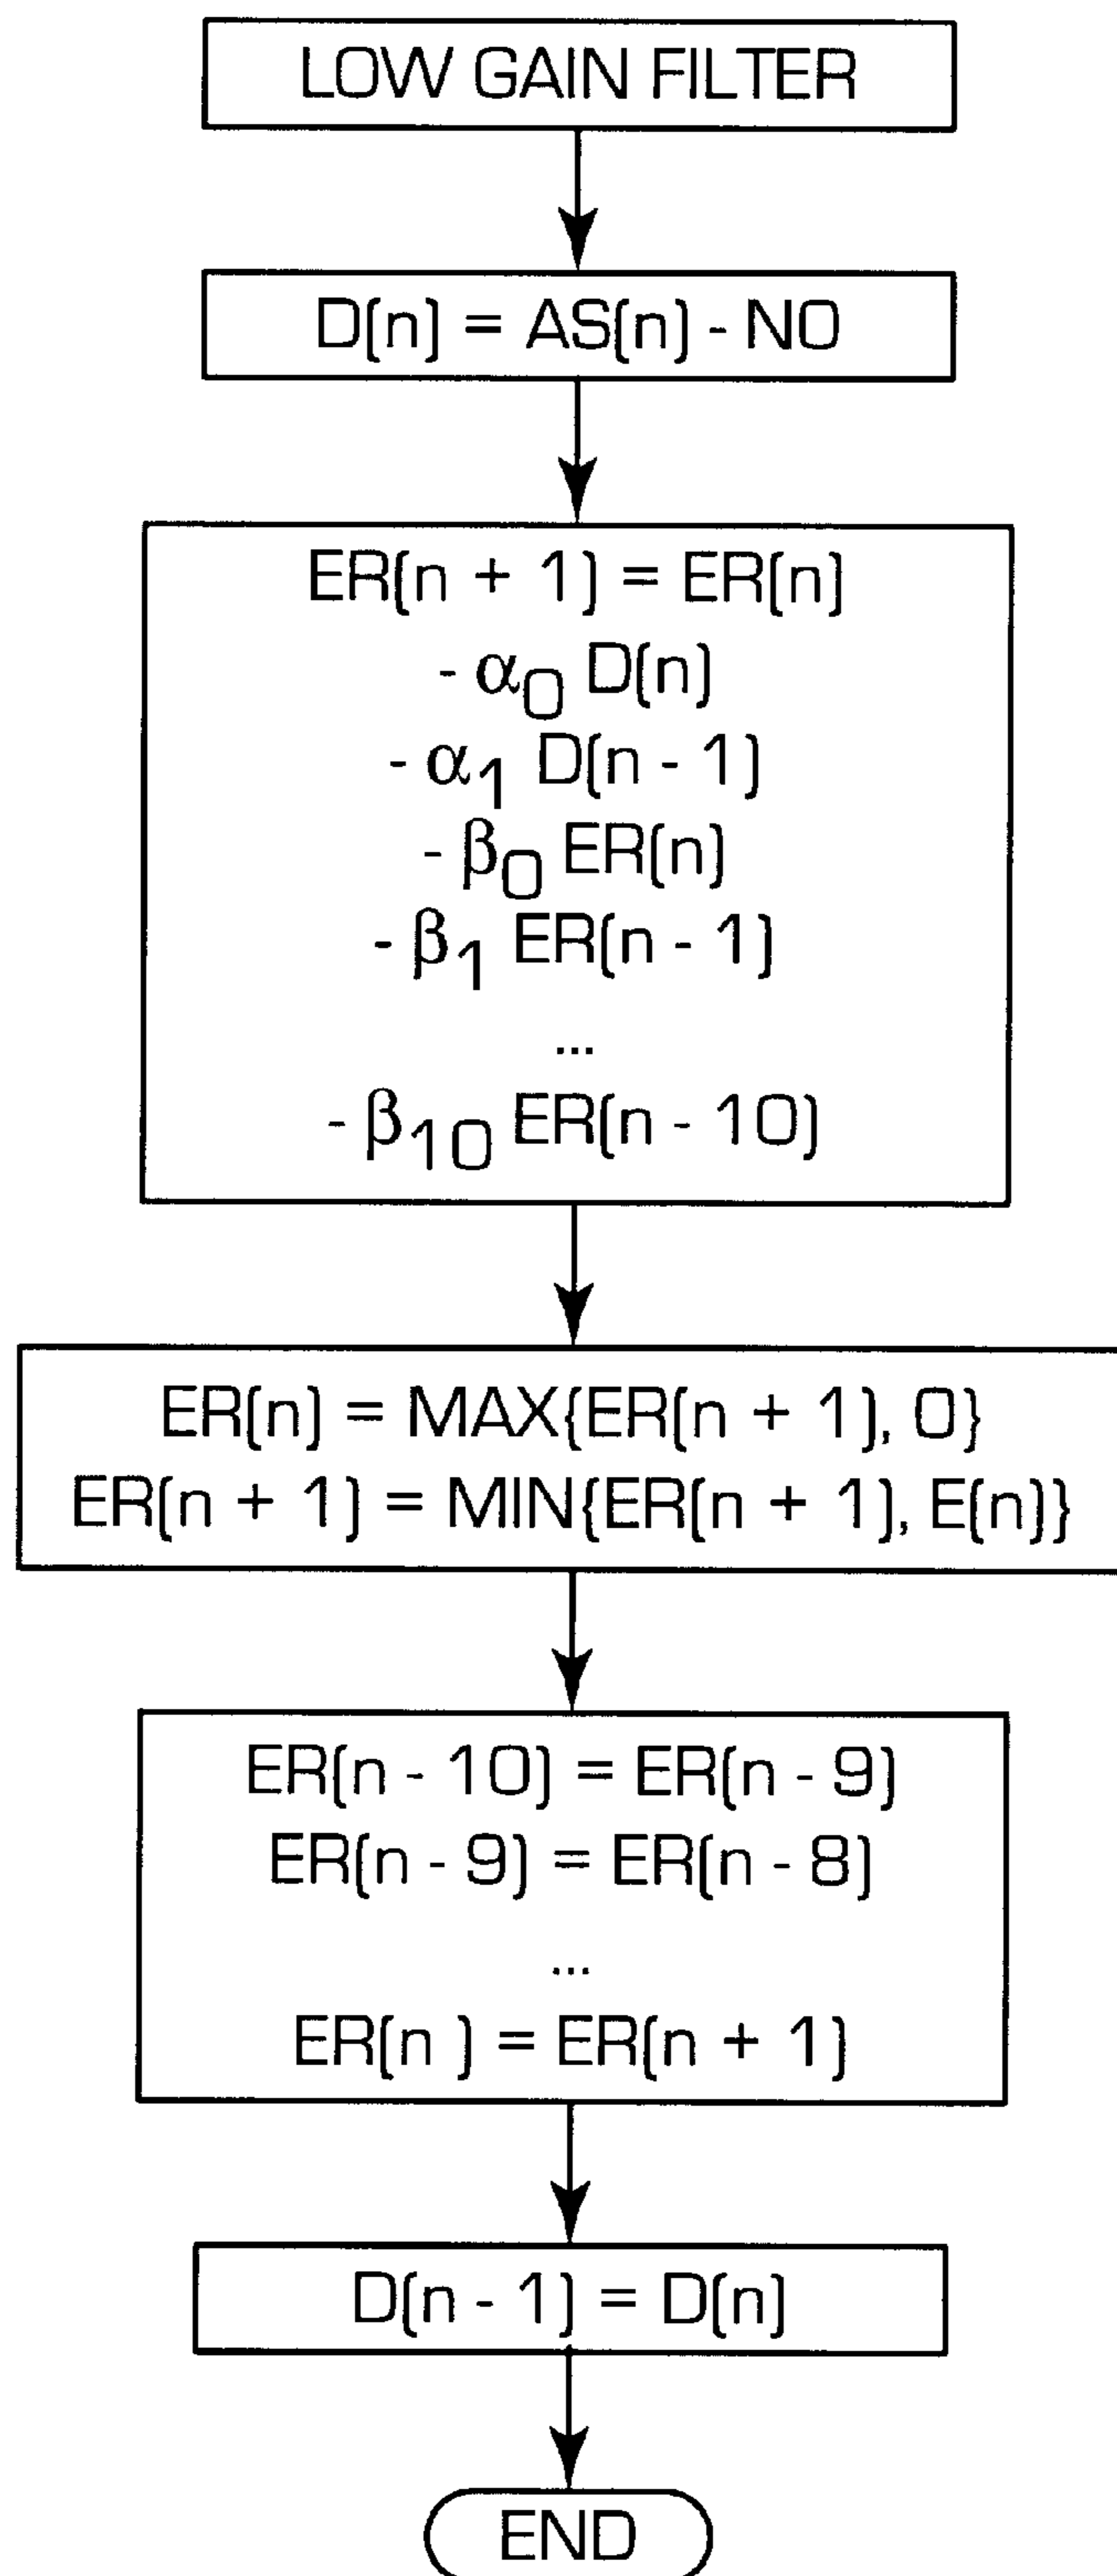 LOW GAIN FILTER
D(n) = AS(n) - NO
ER(n + 1) = ER(n)
- α₀ D(n)
- α₁ D(n - 1)
- β₀ ER(n)
- β₁ ER(n - 1)
...
- β₁₀ ER(n - 10)
ER(n) = MAX{ER(n + 1), 0}
ER(n + 1) = MIN{ER(n + 1), E(n)}
ER(n - 10) = ER(n - 9)
ER(n - 9) = ER(n - 8)
...
ER(n ) = ER(n + 1)
D(n - 1) = D(n)
END